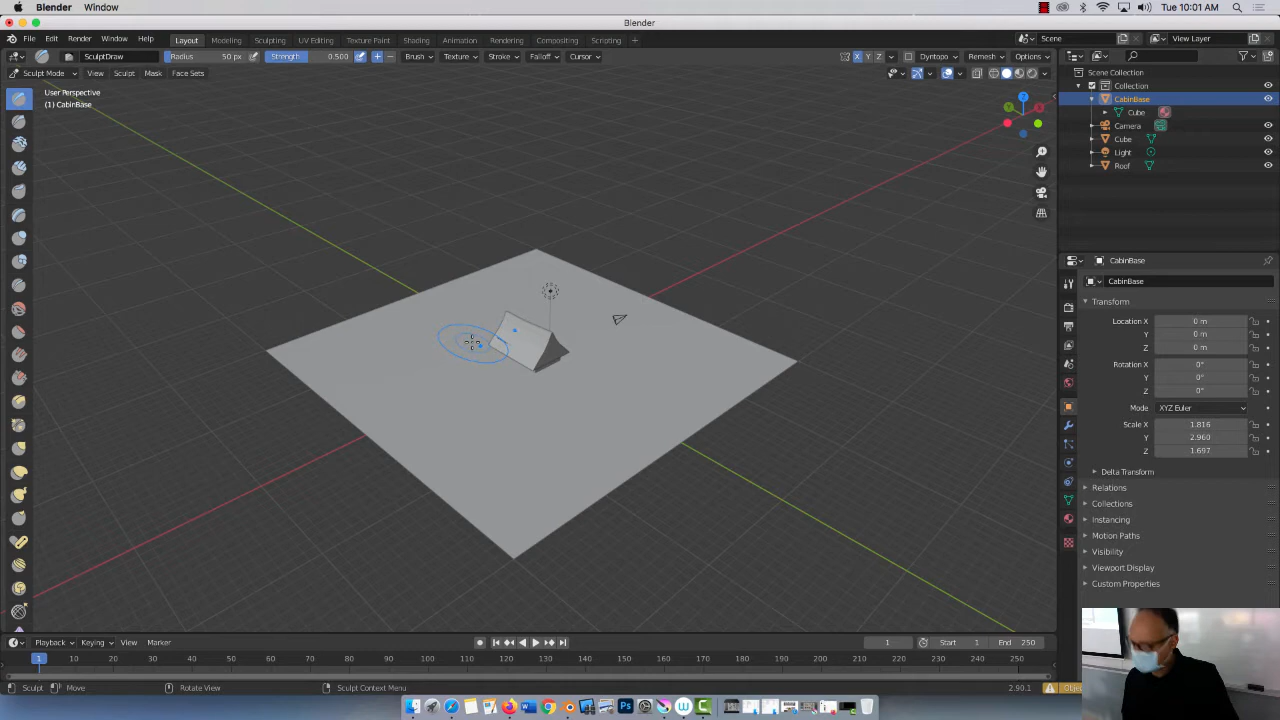 Blender Window Tue 10:01 AM
Blender
File Edit Render Window Help Layout Modeling Sculpting UV Editing Texture Paint Shading Animation Rendering Compositing Scripting + Scene View Layer
SculptDraw Radius 50 px Strength 0.500 Brush Texture Stroke Falloff Cursor X Y Z Dyntopo Remesh Options
Sculpt Mode View Sculpt Mask Face Sets
User Perspective
(1) CabinBase
Z
Scene Collection
Collection
CabinBase
Cube
Camera
Cube
Light
Roof
CabinBase
CabinBase
Transform
Location X 0 m
Y 0 m
Z 0 m
Rotation X 0°
Y 0°
Z 0°
Mode XYZ Euler
Scale X 1.816
Y 2.960
Z 1.697
Delta Transform
Relations
Collections
Instancing
Motion Paths
Visibility
Viewport Display
Custom Properties
Playback Keying View Marker 1 Start 1 End 250
1 10 20 30 40 50 60 70 80 90 100 110 120 130 140 150 160 170 180 190 200 210 220 230 240 250
Sculpt Move Rotate View Sculpt Context Menu 2.90.1